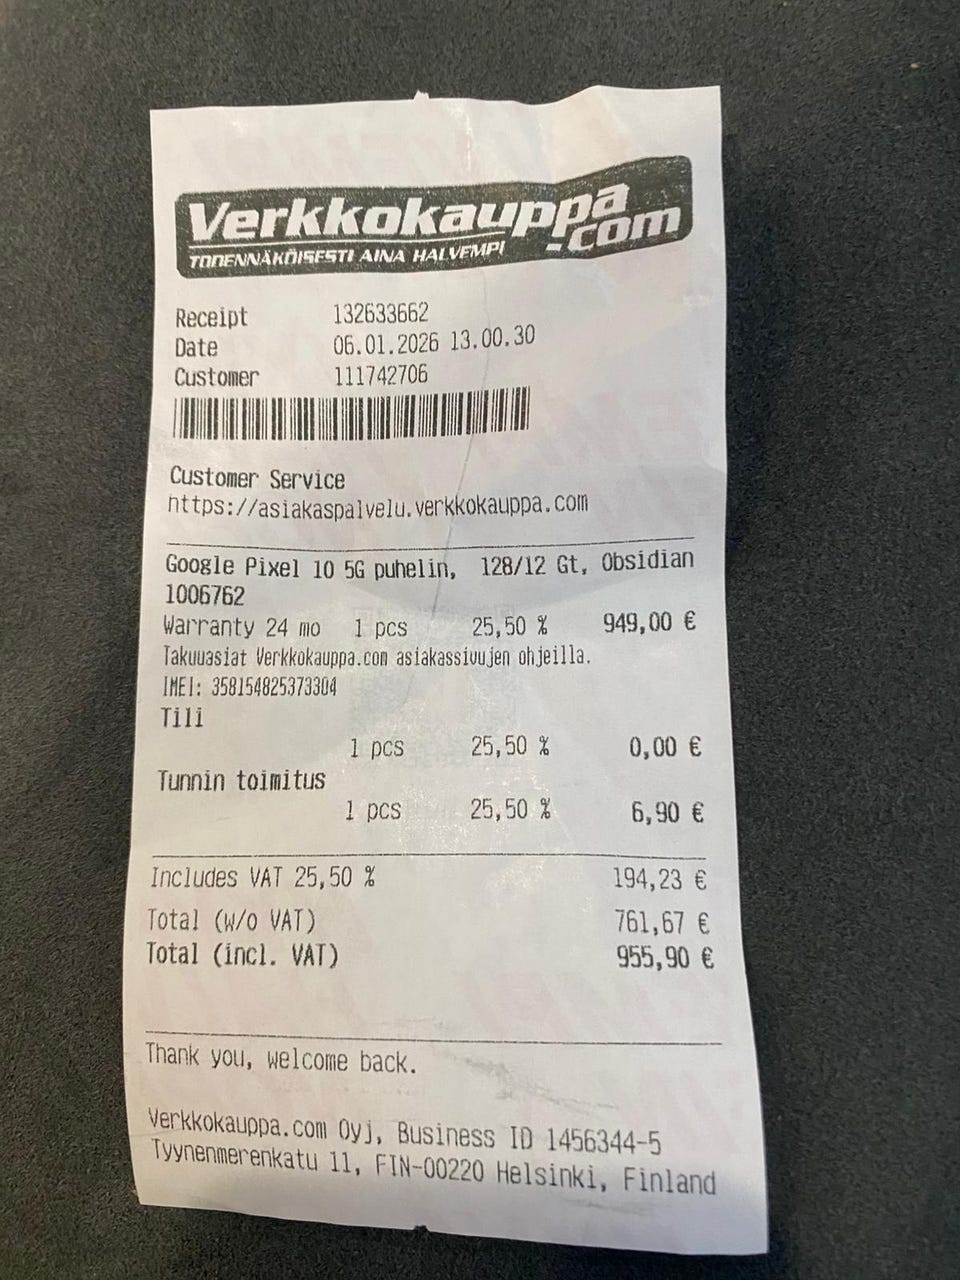 Verkkokauppa
.com
TODENNÄKÖISESTI AINA HALVEMPI
Receipt 132633662
Date 06.01.2026 13.00.30
Customer 111742706
Customer Service
https://asiakaspalvelu.verkkokauppa.com
Google Pixel 10 5G puhelin, 128/12 Gt, Obsidian
1006762
Warranty 24 mo 1 pcs 25,50 % 949,00 €
Takuuasiat Verkkokauppa.com asiakassivujen ohjeilla.
IMEI: 358154825373304
Tili
1 pcs 25,50 % 0,00 €
Tunnin toimitus
1 pcs 25,50 % 6,90 €
Includes VAT 25,50 % 194,23 €
Total (w/o VAT) 761,67 €
Total (incl. VAT) 955,90 €
Thank you, welcome back.
Verkkokauppa.com Oyj, Business ID 1456344-5
Tyynenmerenkatu 11, FIN-00220 Helsinki, Finland